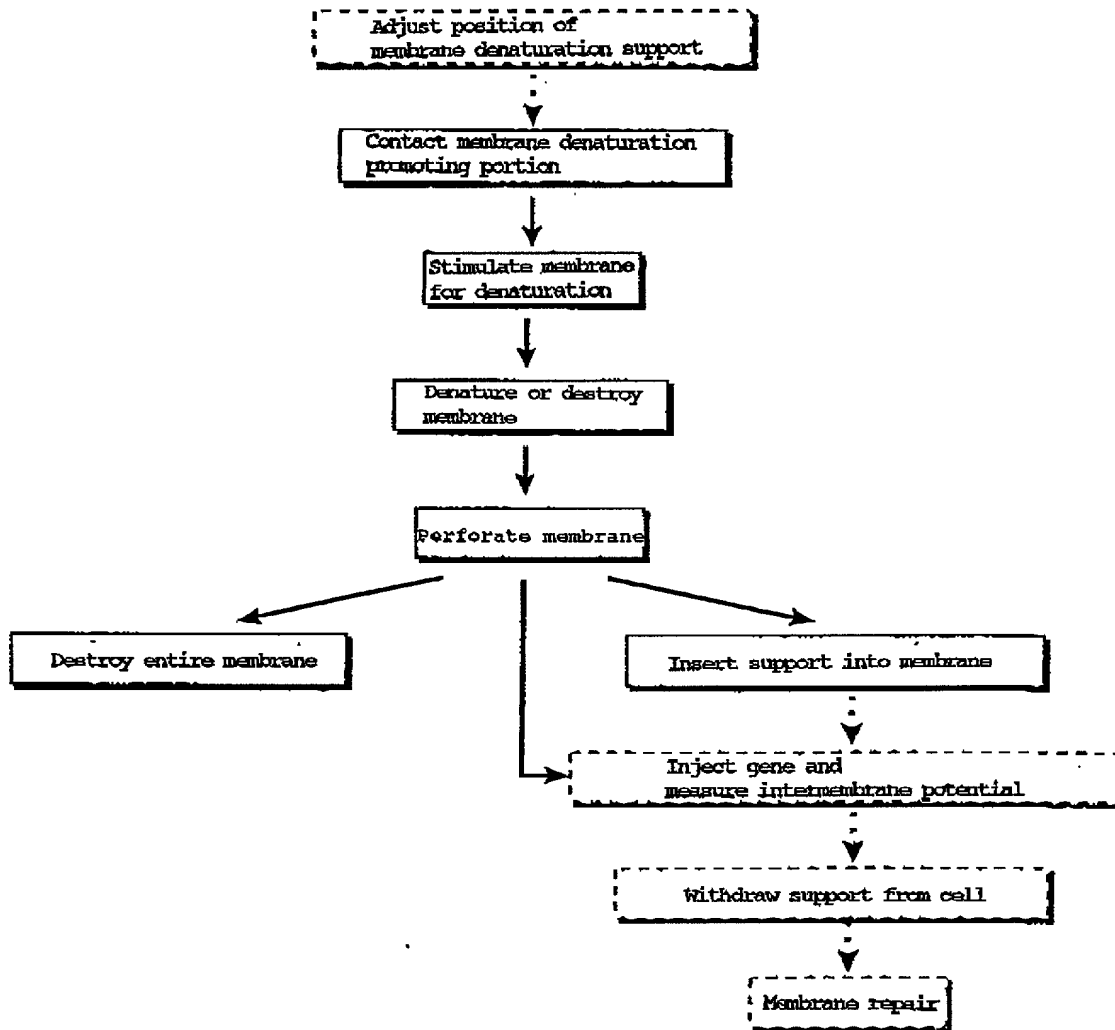 Adjust position of
membrane denaturation support
Contact membrane denaturation
promoting portion
Stimulate membrane
for denaturation
Denature or destroy
membrane
Perforate membrane
Destroy entire membrane
Insert support into membrane
Inject gene and
measure intermembrane potential
Withdraw support from cell
Membrane repair